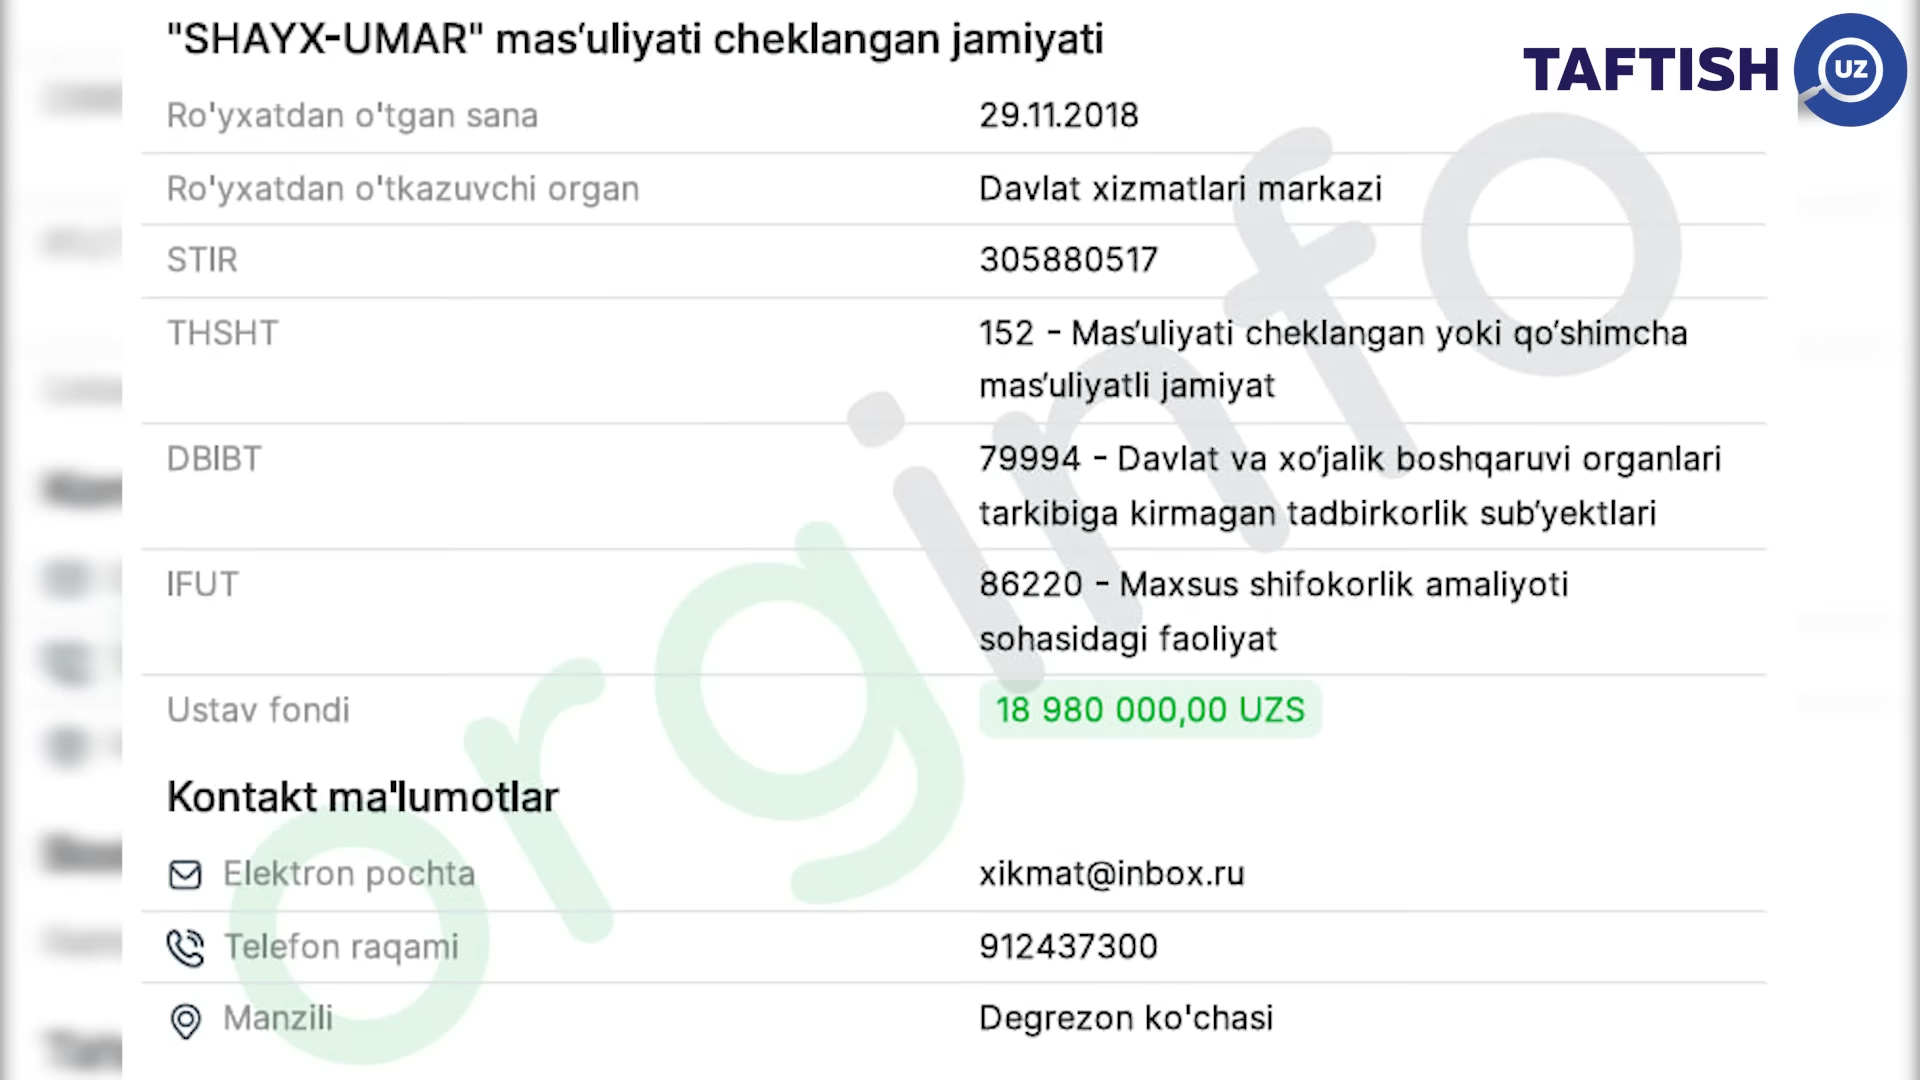 "SHAYX-UMAR" mas‘uliyati cheklangan jamiyati
TAFTISH UZ
Ro'yxatdan o'tgan sana 29.11.2018
Ro'yxatdan o'tkazuvchi organ Davlat xizmatlari markazi
STIR 305880517
THSHT 152 - Mas‘uliyati cheklangan yoki qo‘shimcha
mas‘uliyatli jamiyat
DBIBT 79994 - Davlat va xo‘jalik boshqaruvi organlari
tarkibiga kirmagan tadbirkorlik sub‘yektlari
IFUT 86220 - Maxsus shifokorlik amaliyoti
sohasidagi faoliyat
Ustav fondi 18 980 000,00 UZS
Kontakt ma'lumotlar
Elektron pochta xikmat@inbox.ru
Telefon raqami 912437300
Manzili Degrezon ko'chasi
orginfo